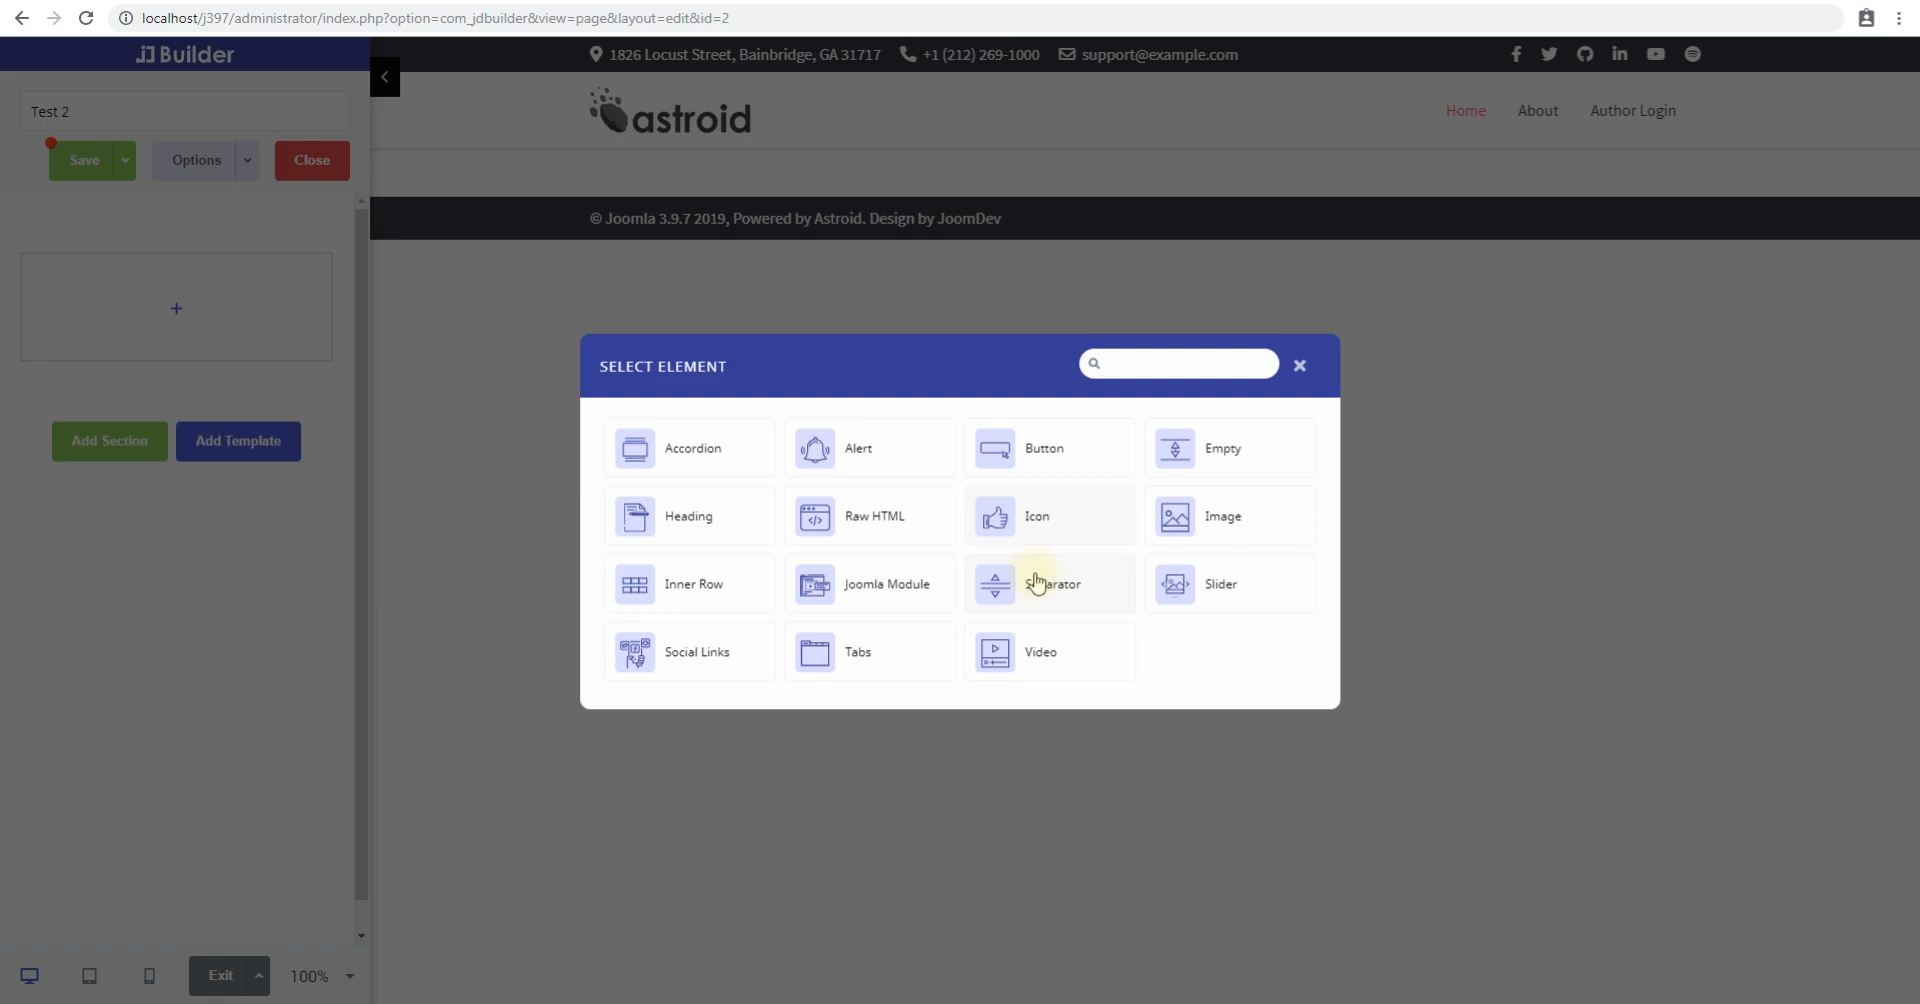 localhost/j397/administrator/index.php?option=com_jdbuilder&view=page&layout=edit&id=2
Builder
1826 Locust Street, Bainbridge, GA 31717 +1 (212) 269-1000 support@example.com
Test 2
astroid
Home About Author Login
Save Options Close
© Joomla 3.9.7 2019, Powered by Astroid. Design by JoomDev
+
SELECT ELEMENT
Add Section Add Template
Accordion Alert Button Empty
Heading Raw HTML Icon Image
Inner Row Joomla Module Separator Slider
Social Links Tabs Video
Exit 100%